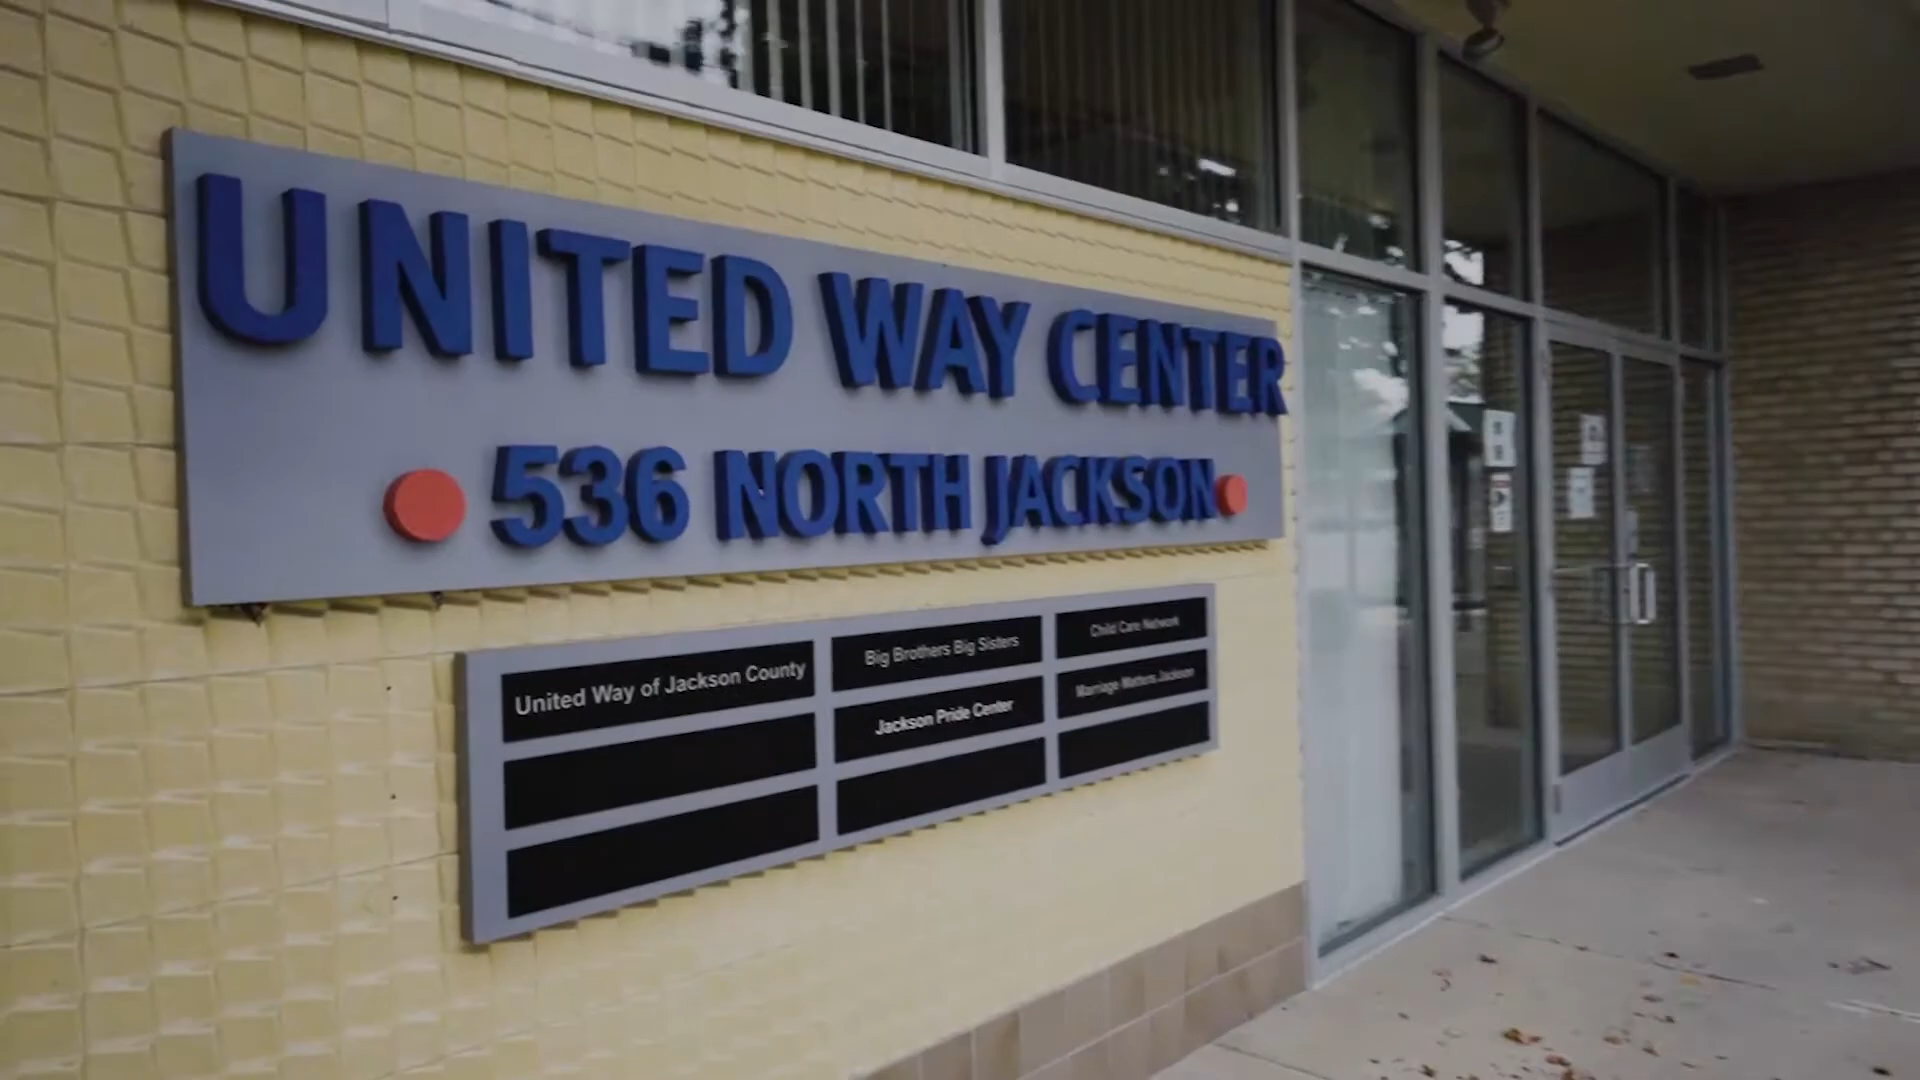 UNITED WAY CENTER
536 NORTH JACKSON
United Way of Jackson County
Big Brothers Big Sisters
Jackson Pride Center
Child Care Network
Marriage Matters Jackson